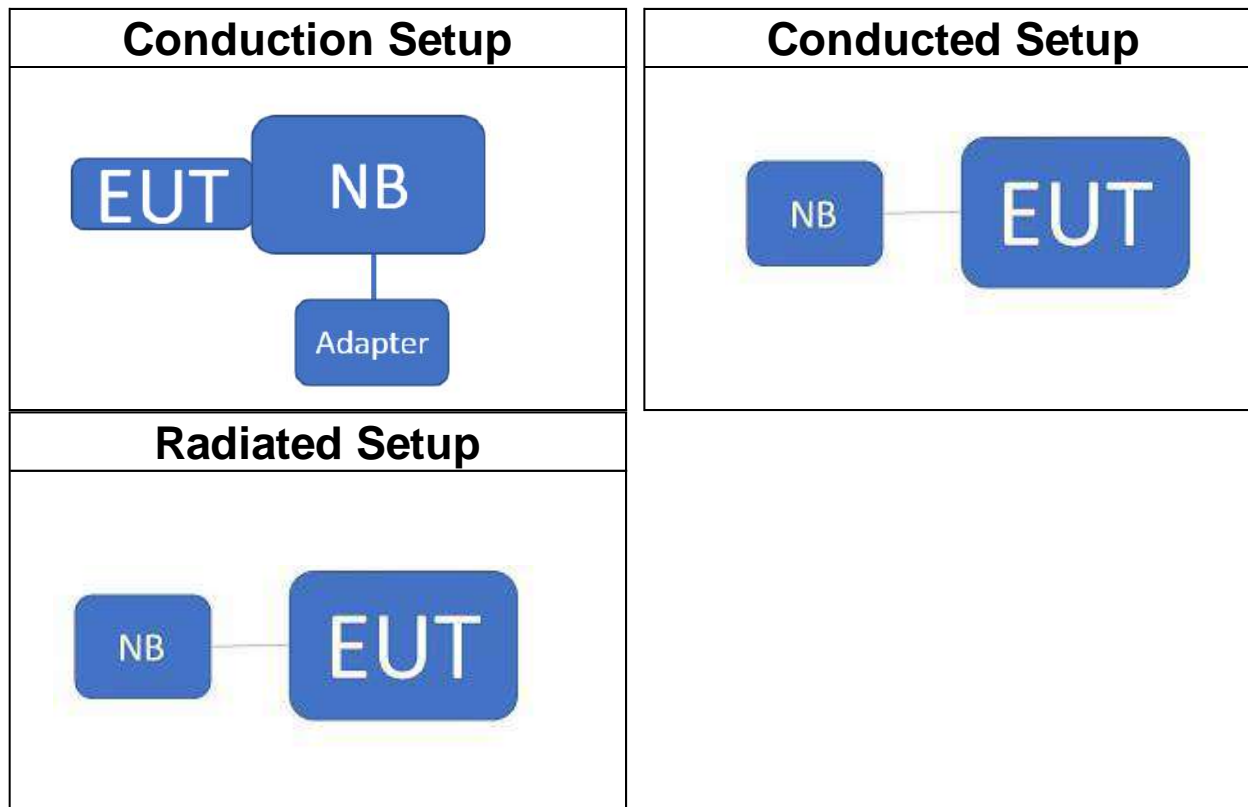 Conduction Setup
EUT
NB
Adapter
Conducted Setup
NB
EUT
Radiated Setup
NB
EUT